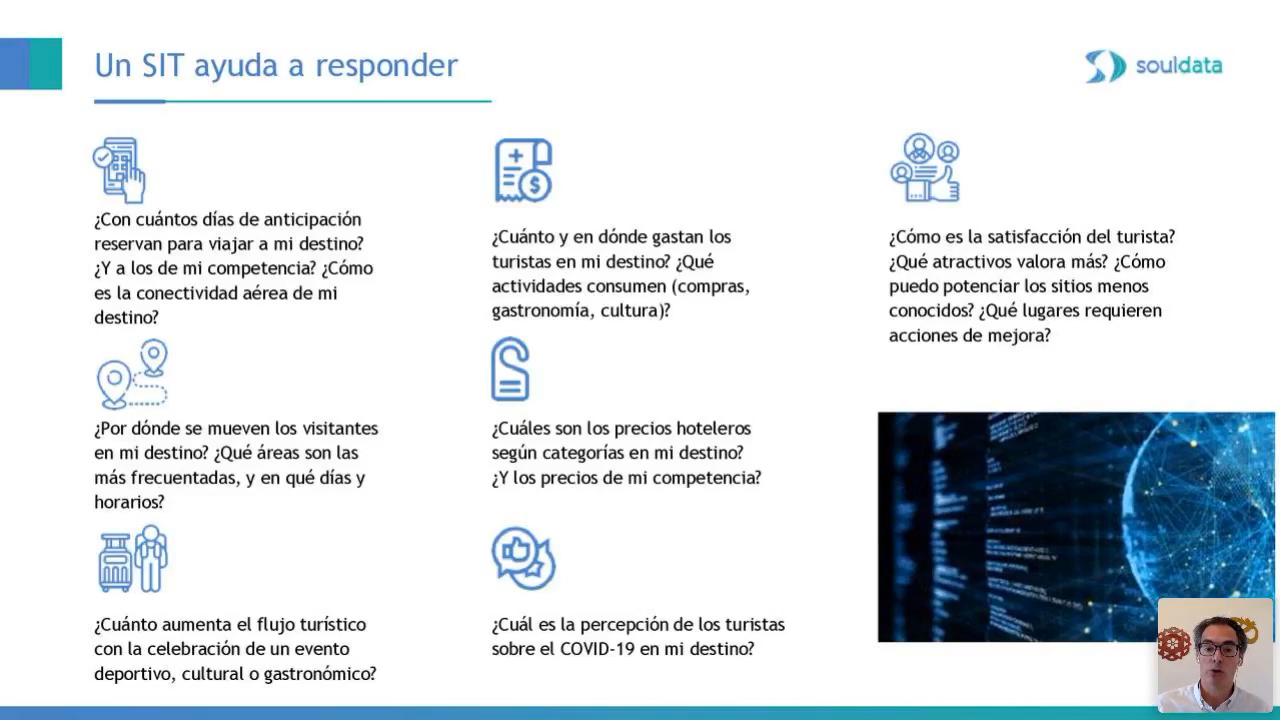 Un SIT ayuda a responder
souldata
¿Con cuántos días de anticipación
reservan para viajar a mi destino?
¿Y a los de mi competencia? ¿Cómo
es la conectividad aérea de mi
destino?
¿Por dónde se mueven los visitantes
en mi destino? ¿Qué áreas son las
más frecuentadas, y en qué días y
horarios?
¿Cuánto aumenta el flujo turístico
con la celebración de un evento
deportivo, cultural o gastronómico?
¿Cuánto y en dónde gastan los
turistas en mi destino? ¿Qué
actividades consumen (compras,
gastronomía, cultura)?
¿Cuáles son los precios hoteleros
según categorías en mi destino?
¿Y los precios de mi competencia?
¿Cuál es la percepción de los turistas
sobre el COVID-19 en mi destino?
¿Cómo es la satisfacción del turista?
¿Qué atractivos valora más? ¿Cómo
puedo potenciar los sitios menos
conocidos? ¿Qué lugares requieren
acciones de mejora?